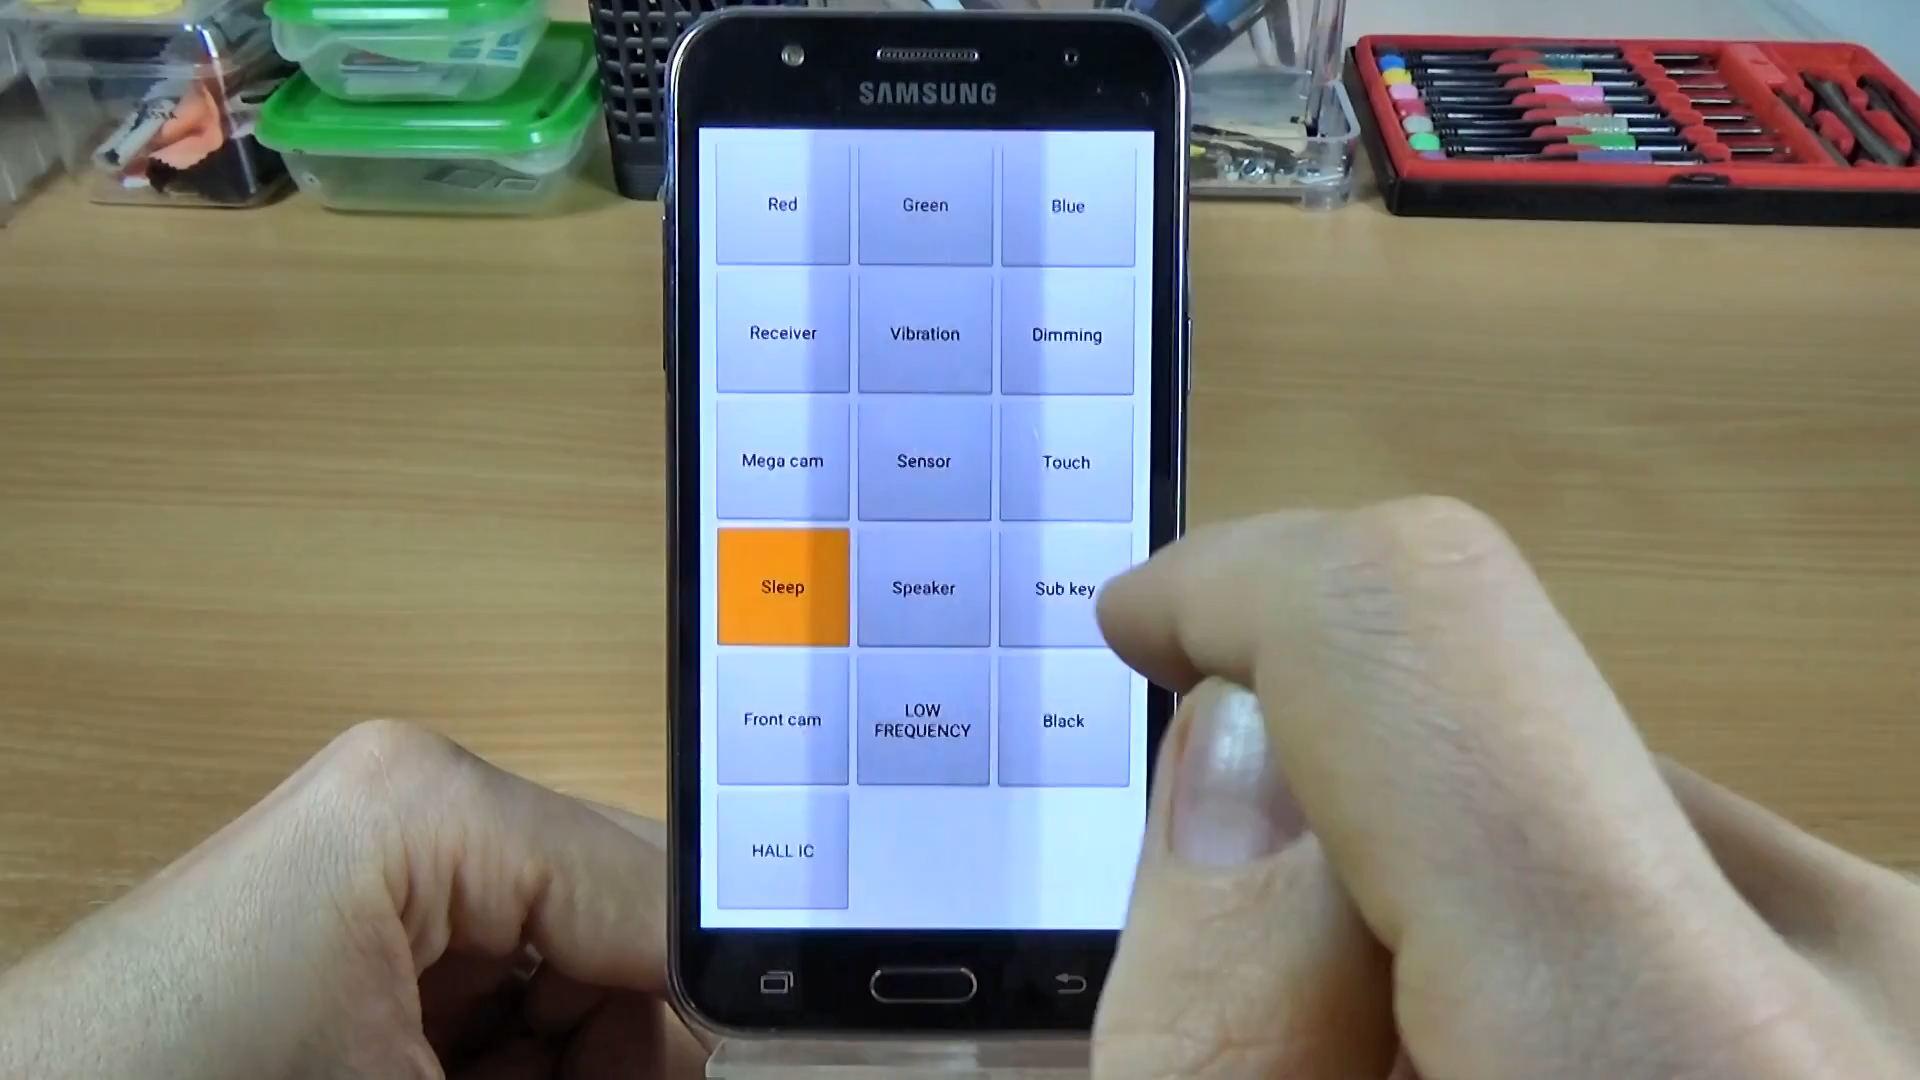 SAMSUNG
Red
Green
Blue
Receiver
Vibration
Dimming
Mega cam
Sensor
Touch
Sleep
Speaker
Sub key
Front cam
LOW
FREQUENCY
Black
HALL IC